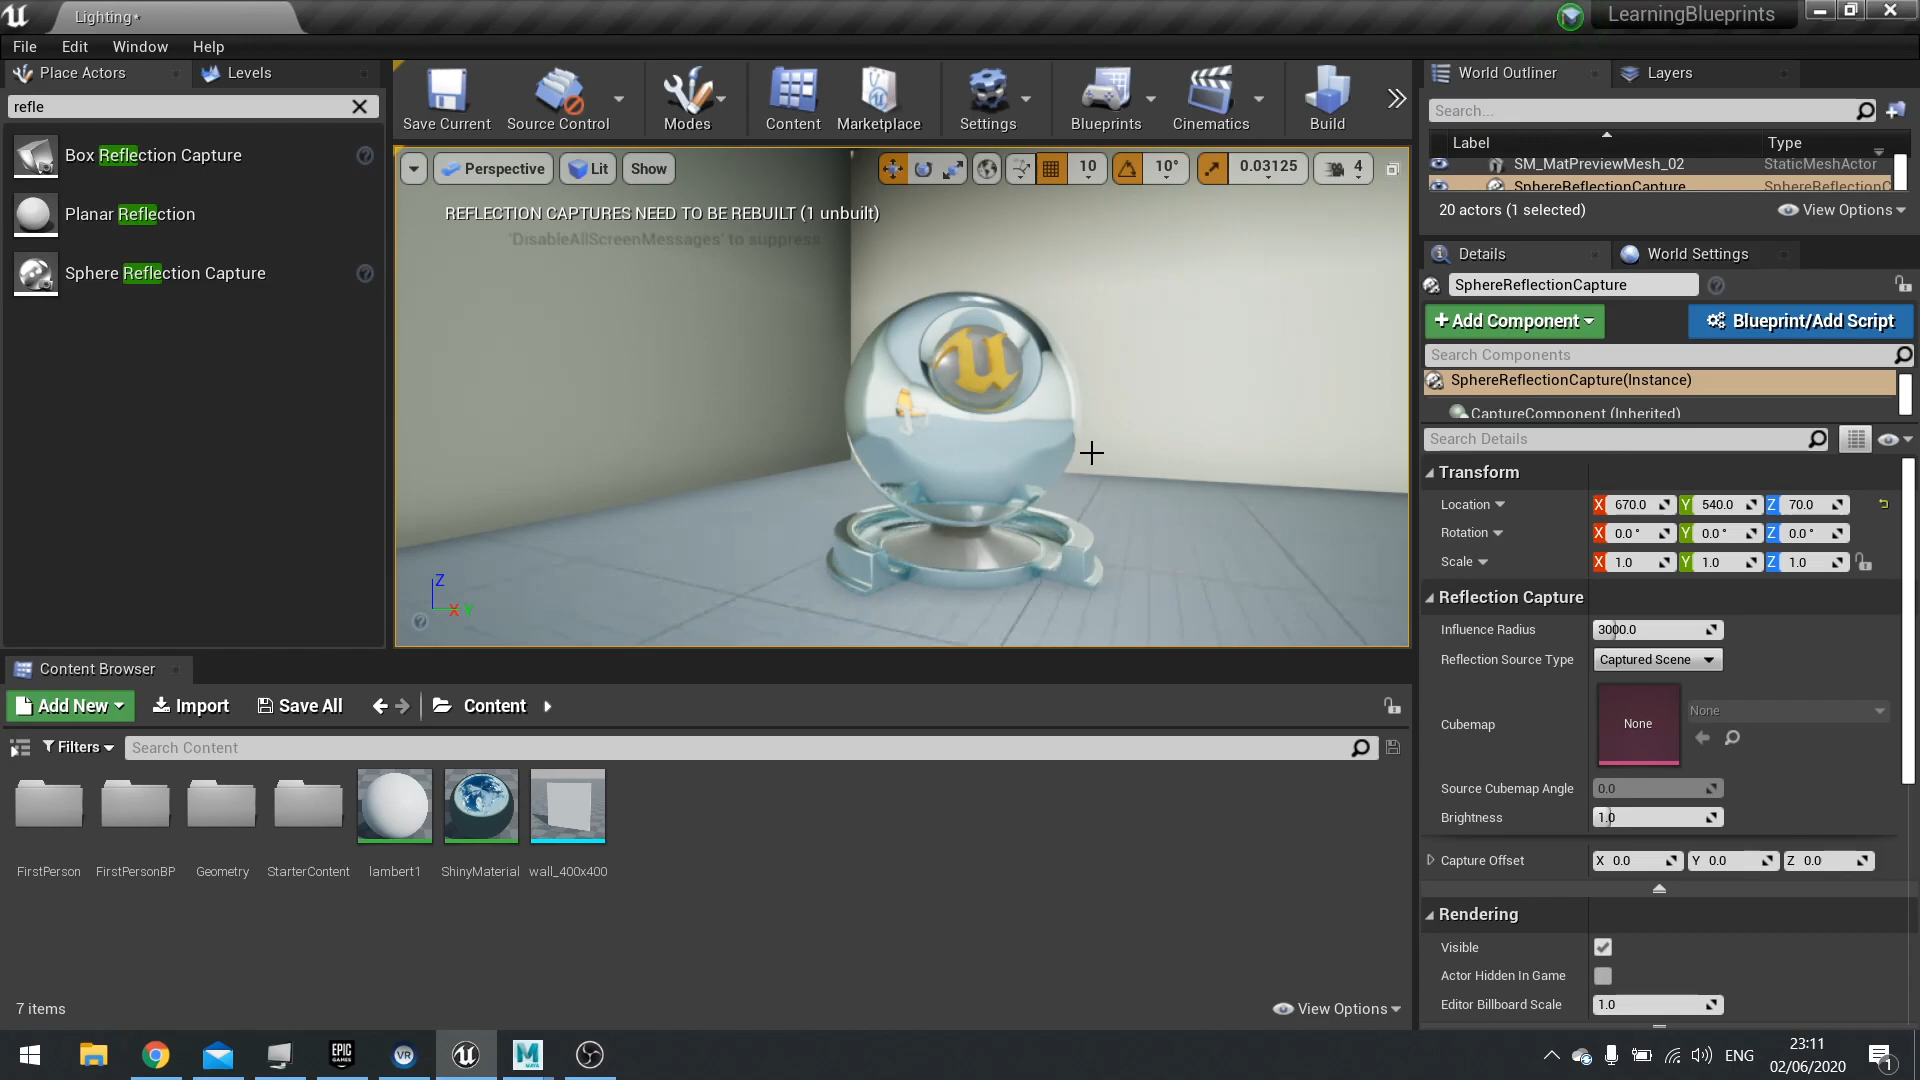 Lighting*
LearningBlueprints
File Edit Window Help
Place Actors
Levels
refle
Box Reflection Capture
Planar Reflection
Sphere Reflection Capture
Save Current
Source Control
Modes
Content
Marketplace
Settings
Blueprints
Cinematics
Build
Perspective
Lit
Show
10
10°
0.03125
4
REFLECTION CAPTURES NEED TO BE REBUILT (1 unbuilt)
'DisableAllScreenMessages' to suppress
Z
X Y
World Outliner
Layers
Search...
Label Type
SM_MatPreviewMesh_02 StaticMeshActor
SphereReflectionCapture SphereReflectionC
20 actors (1 selected)
View Options
Details
World Settings
SphereReflectionCapture
+ Add Component
Blueprint/Add Script
Search Components
SphereReflectionCapture(Instance)
CaptureComponent (Inherited)
Search Details
Transform
Location X 670.0 Y 540.0 Z 70.0
Rotation X 0.0 ° Y 0.0 ° Z 0.0 °
Scale X 1.0 Y 1.0 Z 1.0
Reflection Capture
Influence Radius 3000.0
Reflection Source Type Captured Scene
Cubemap None None
Source Cubemap Angle 0.0
Brightness 1.0
Capture Offset X 0.0 Y 0.0 Z 0.0
Rendering
Visible
Actor Hidden In Game
Editor Billboard Scale 1.0
Content Browser
Add New
Import
Save All
Content
Filters
Search Content
FirstPerson
FirstPersonBP
Geometry
StarterContent
lambert1
ShinyMaterial
wall_400x400
7 items
View Options
EPIC
GAMES
VR
M
MAYA
ENG
23:11
02/06/2020
1